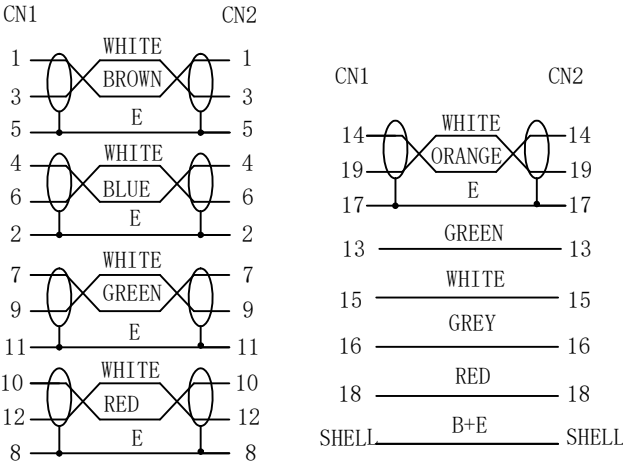 CN1 CN2
1 WHITE 1
3 BROWN 3
5 E 5
4 WHITE 4
6 BLUE 6
2 E 2
7 WHITE 7
9 GREEN 9
11 E 11
10 WHITE 10
12 RED 12
8 E 8
CN1 CN2
14 WHITE 14
19 ORANGE 19
17 E 17
13 GREEN 13
15 WHITE 15
16 GREY 16
18 RED 18
SHELL B+E SHELL